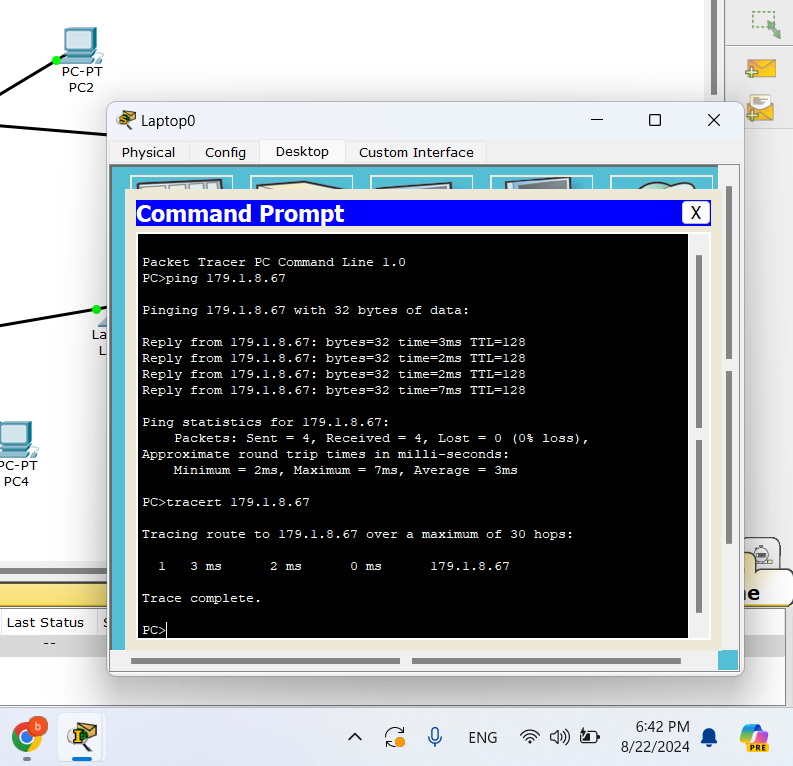 PC-PT
PC2
Laptop0
Physical Config Desktop Custom Interface
Command Prompt X
Packet Tracer PC Command Line 1.0
PC>ping 179.1.8.67
Pinging 179.1.8.67 with 32 bytes of data:
Reply from 179.1.8.67: bytes=32 time=3ms TTL=128
Reply from 179.1.8.67: bytes=32 time=2ms TTL=128
Reply from 179.1.8.67: bytes=32 time=2ms TTL=128
Reply from 179.1.8.67: bytes=32 time=7ms TTL=128
Ping statistics for 179.1.8.67:
Packets: Sent = 4, Received = 4, Lost = 0 (0% loss),
Approximate round trip times in milli-seconds:
Minimum = 2ms, Maximum = 7ms, Average = 3ms
PC>tracert 179.1.8.67
Tracing route to 179.1.8.67 over a maximum of 30 hops:
1 3 ms 2 ms 0 ms 179.1.8.67
Trace complete.
PC>
La
L
PC-PT
PC4
Last Status
--
ENG
6:42 PM
8/22/2024
PRE